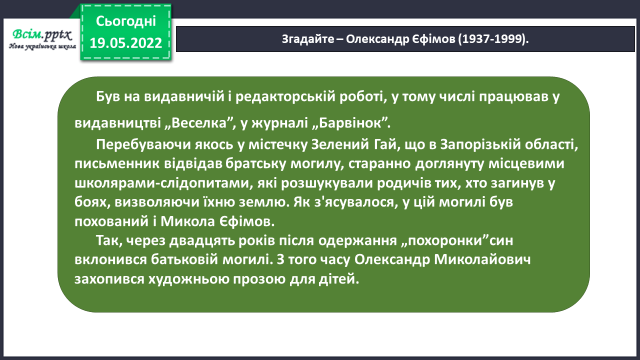 Всім.pptx
Нова українська школа
Сьогодні
19.05.2022
Згадайте – Олександр Єфімов (1937-1999).
Був на видавничій і редакторській роботі, у тому числі працював у
видавництві „Веселка”, у журналі „Барвінок”.
Перебуваючи якось у містечку Зелений Гай, що в Запорізькій області,
письменник відвідав братську могилу, старанно доглянуту місцевими
школярами-слідопитами, які розшукували родичів тих, хто загинув у
боях, визволяючи їхню землю. Як з'ясувалося, у цій могилі був
похований і Микола Єфімов.
Так, через двадцять років після одержання „похоронки”син
вклонився батьковій могилі. З того часу Олександр Миколайович
захопився художньою прозою для дітей.